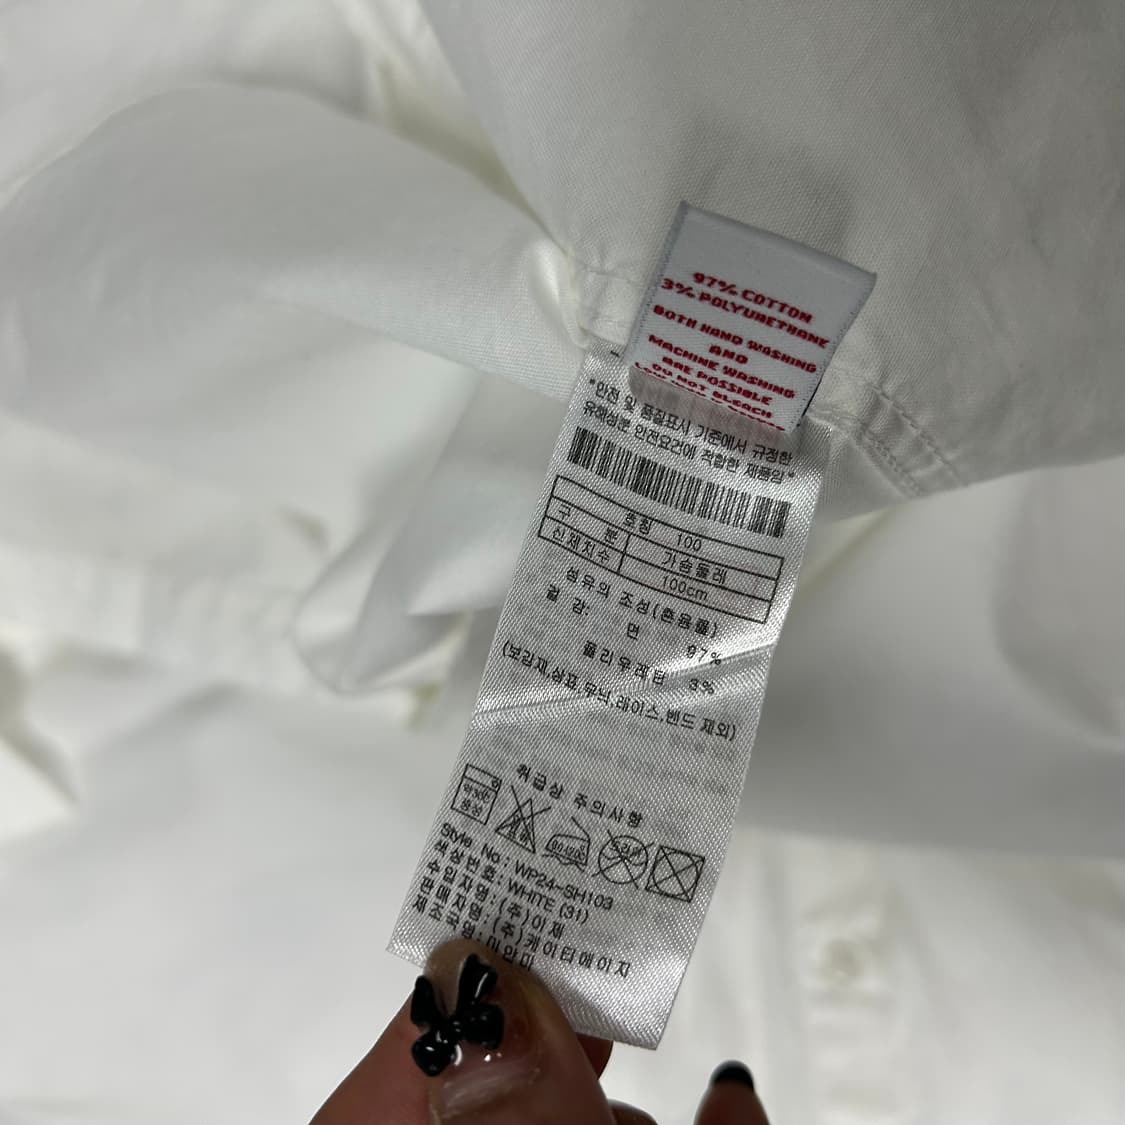 97% COTTON
3% POLYURETHANE
BOTH HAND WASHING
AND
MACHINE WASHING
ARE POSSIBLE
DO NOT BLEACH
*안전 및 품질표시 기준에서 규정한
유해성분 안전요건에 적합한 제품임*
호칭 100
구 분 가슴둘레
신체치수 100cm
섬유의 조성(혼용률)
겉감: 면 97%
폴리우레탄 3%
(보강재,상표,무늬,레이스,밴드 제외)
취급상 주의사항
Style No : WP24-SH103
색상번호: WHITE (31)
수입자명: (주)이재
판매자명: (주)케이티에이지
제조국명: 미얀마